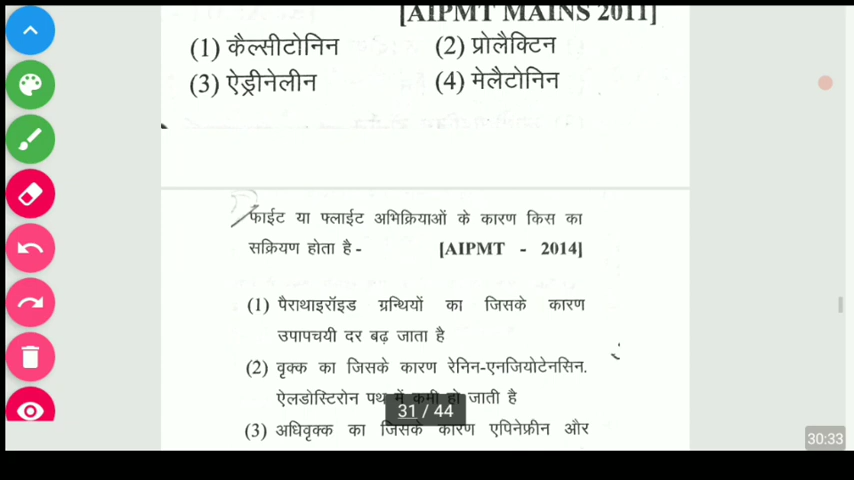 [AIPMT MAINS 2011]
(1) कैल्सीटोनिन (2) प्रोलैक्टिन
(3) ऐड्रीनेलीन (4) मेलैटोनिन
फाईट या फ्लाईट अभिक्रियाओं के कारण किस का
सक्रियण होता है - [AIPMT - 2014]
(1) पैराथाइरॉइड ग्रन्थियों का जिसके कारण
उपापचयी दर बढ़ जाता है
(2) वृक्क का जिसके कारण रेनिन-एनजियोटेनसिन.
ऐलडोस्टिरोन पथ में कमी हो जाती है
31 / 44
(3) अधिवृक्क का जिसके कारण एपिनेफ्रीन और
30:33